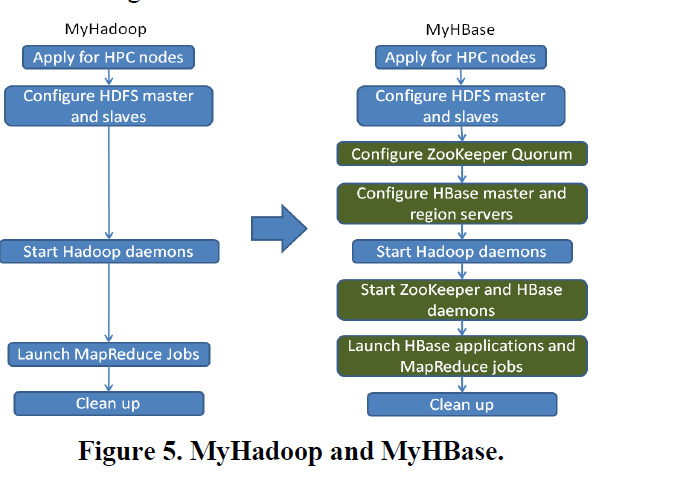 MyHadoop
Apply for HPC nodes
Configure HDFS master
and slaves
Start Hadoop daemons
Launch MapReduce Jobs
Clean up
MyHBase
Apply for HPC nodes
Configure HDFS master
and slaves
Configure ZooKeeper Quorum
Configure HBase master and
region servers
Start Hadoop daemons
Start ZooKeeper and HBase
daemons
Launch HBase applications and
MapReduce jobs
Clean up
Figure 5. MyHadoop and MyHBase.